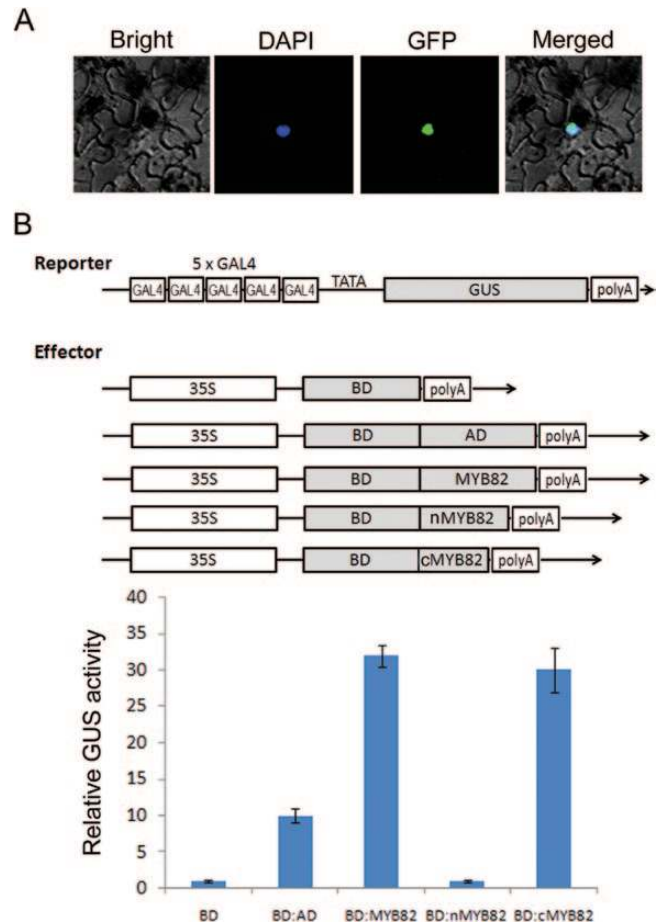 A
Bright DAPI GFP Merged
B
5 x GAL4
Reporter
GAL4 GAL4 GAL4 GAL4 GAL4 TATA GUS polyA
Effector
35S BD polyA
35S BD AD polyA
35S BD MYB82 polyA
35S BD nMYB82 polyA
35S BD cMYB82 polyA
40
35
30
25
20
15
10
5
0
Relative GUS activity
BD BD:AD BD:MYB82 BD:nMYB82 BD:cMYB82